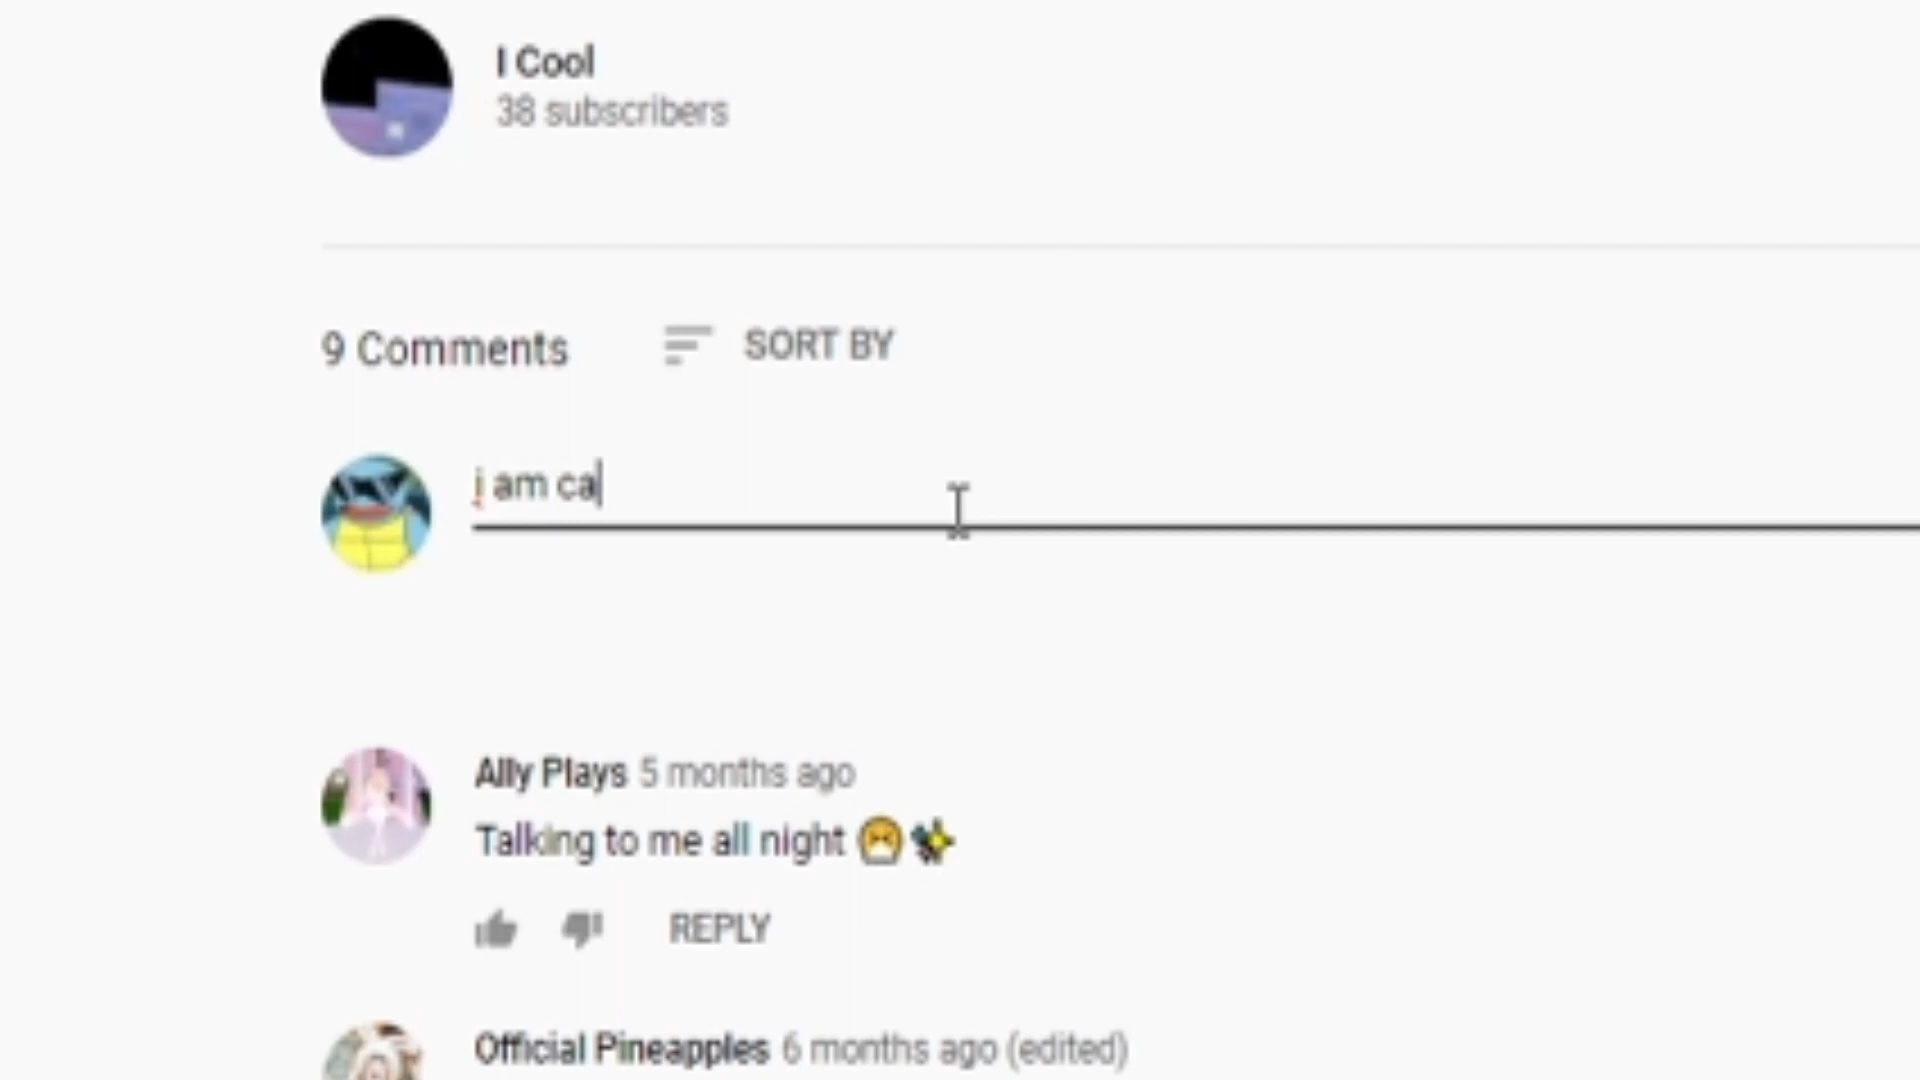 I Cool
38 subscribers
9 Comments SORT BY
i am ca
Ally Plays 5 months ago
Talking to me all night 😁✨
REPLY
Official Pineapples 6 months ago (edited)